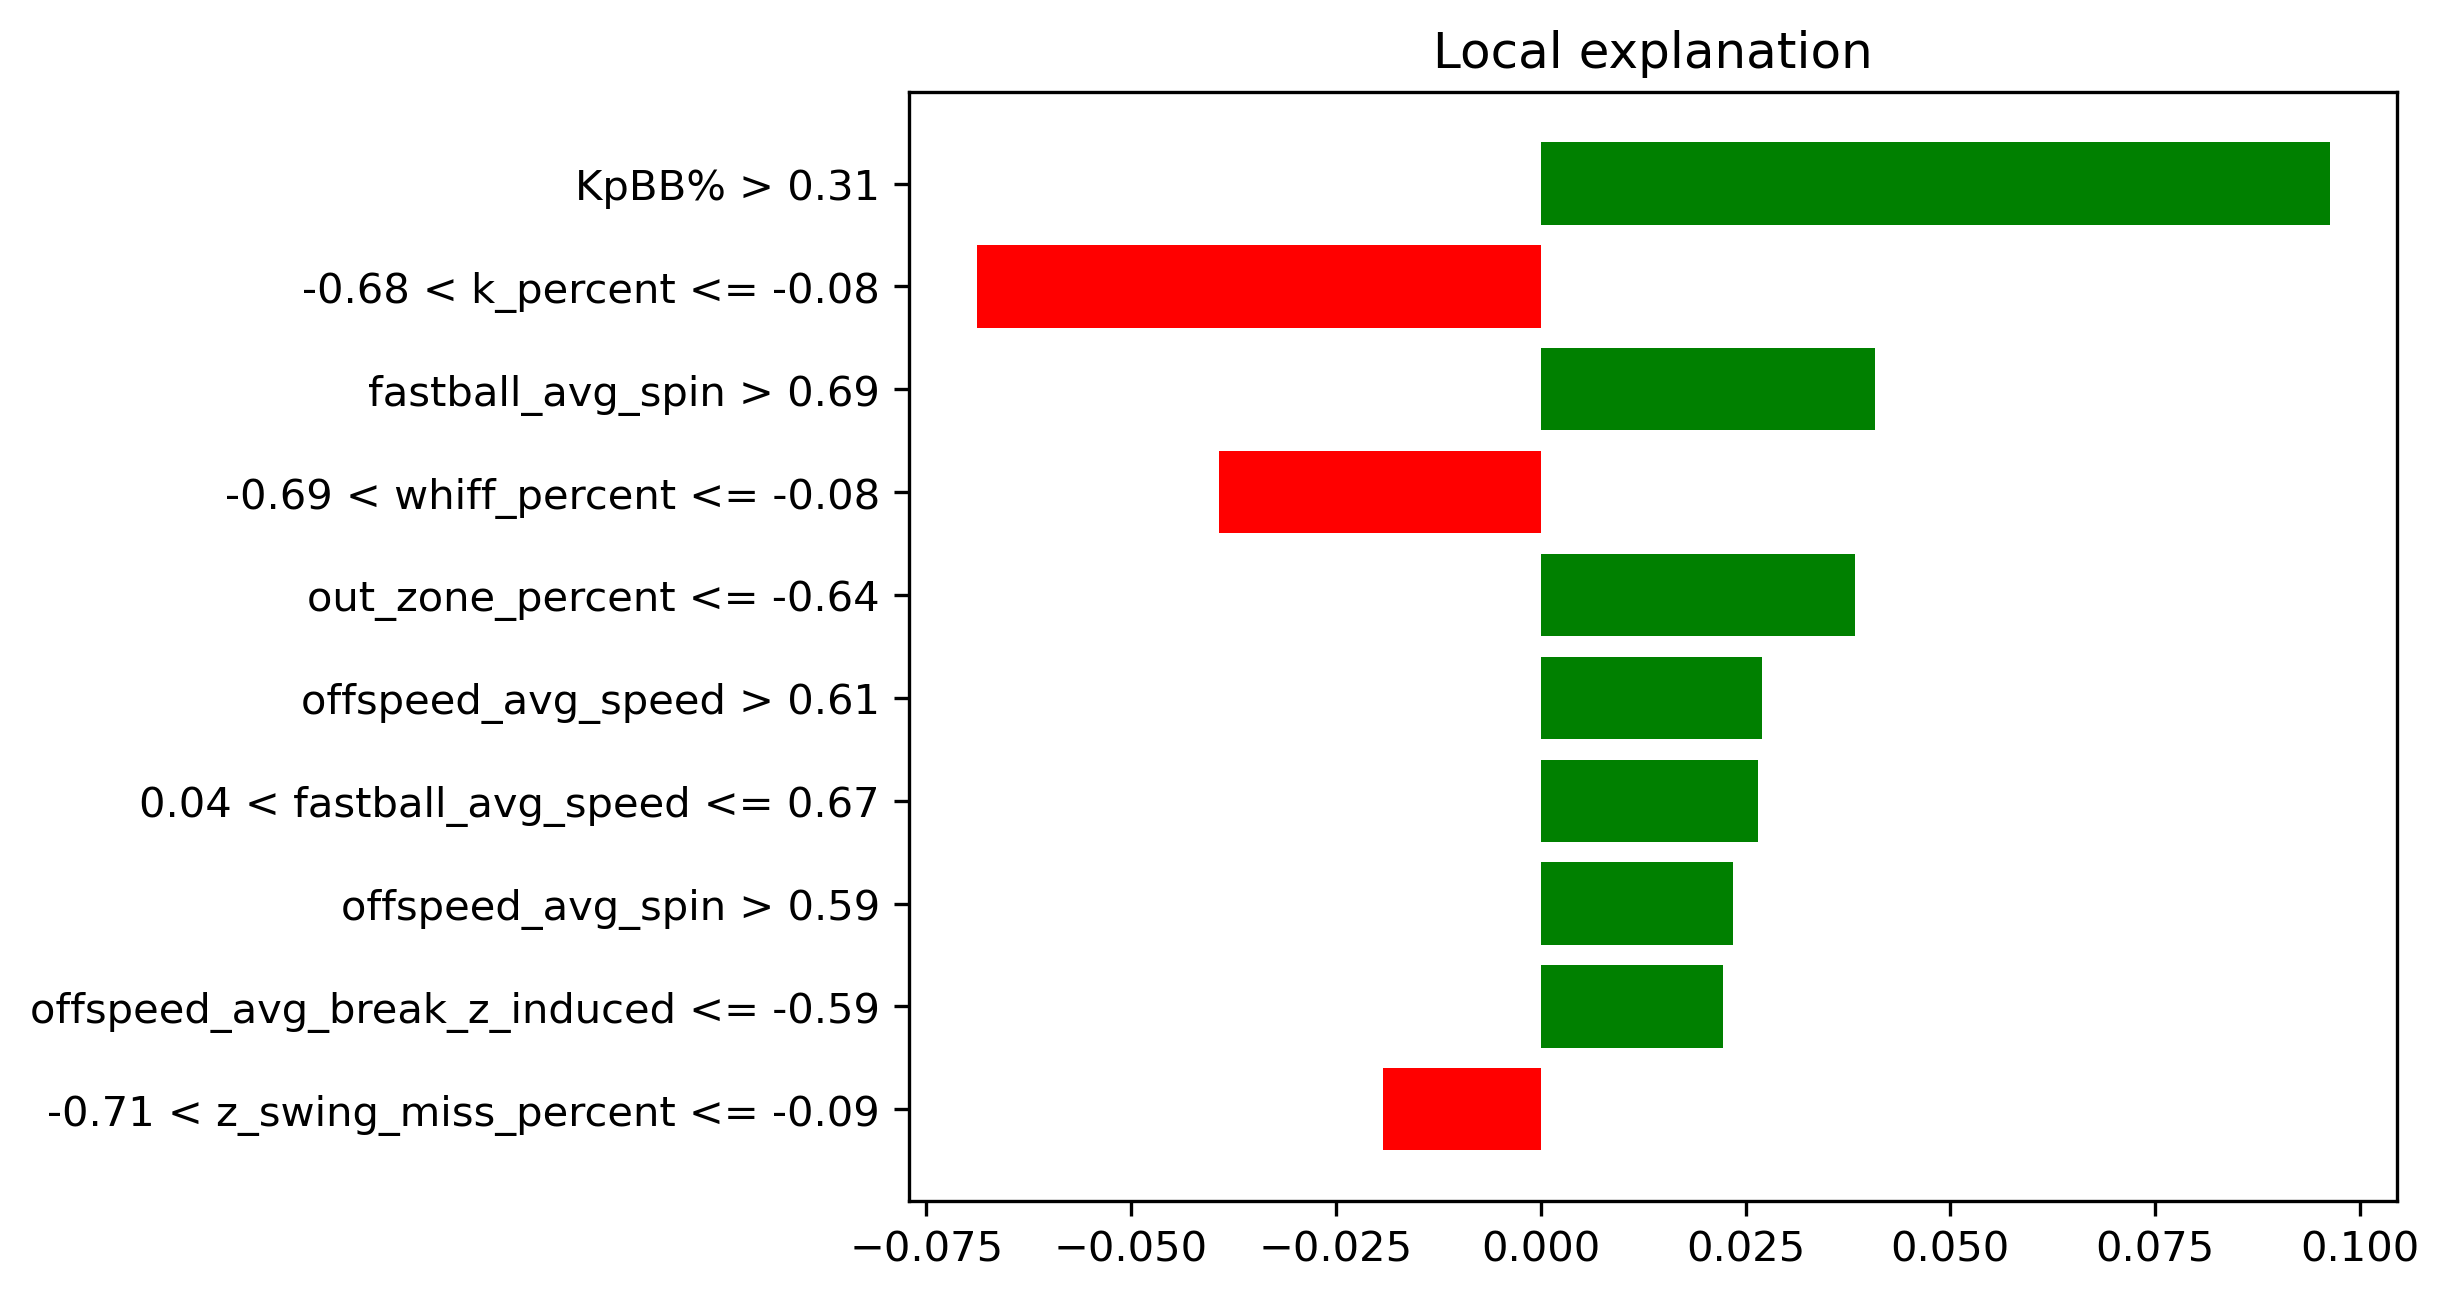 Local explanation
KpBB% > 0.31
-0.68 < k_percent <= -0.08
fastball_avg_spin > 0.69
-0.69 < whiff_percent <= -0.08
out_zone_percent <= -0.64
offspeed_avg_speed > 0.61
0.04 < fastball_avg_speed <= 0.67
offspeed_avg_spin > 0.59
offspeed_avg_break_z_induced <= -0.59
-0.71 < z_swing_miss_percent <= -0.09
−0.075 −0.050 −0.025 0.000 0.025 0.050 0.075 0.100